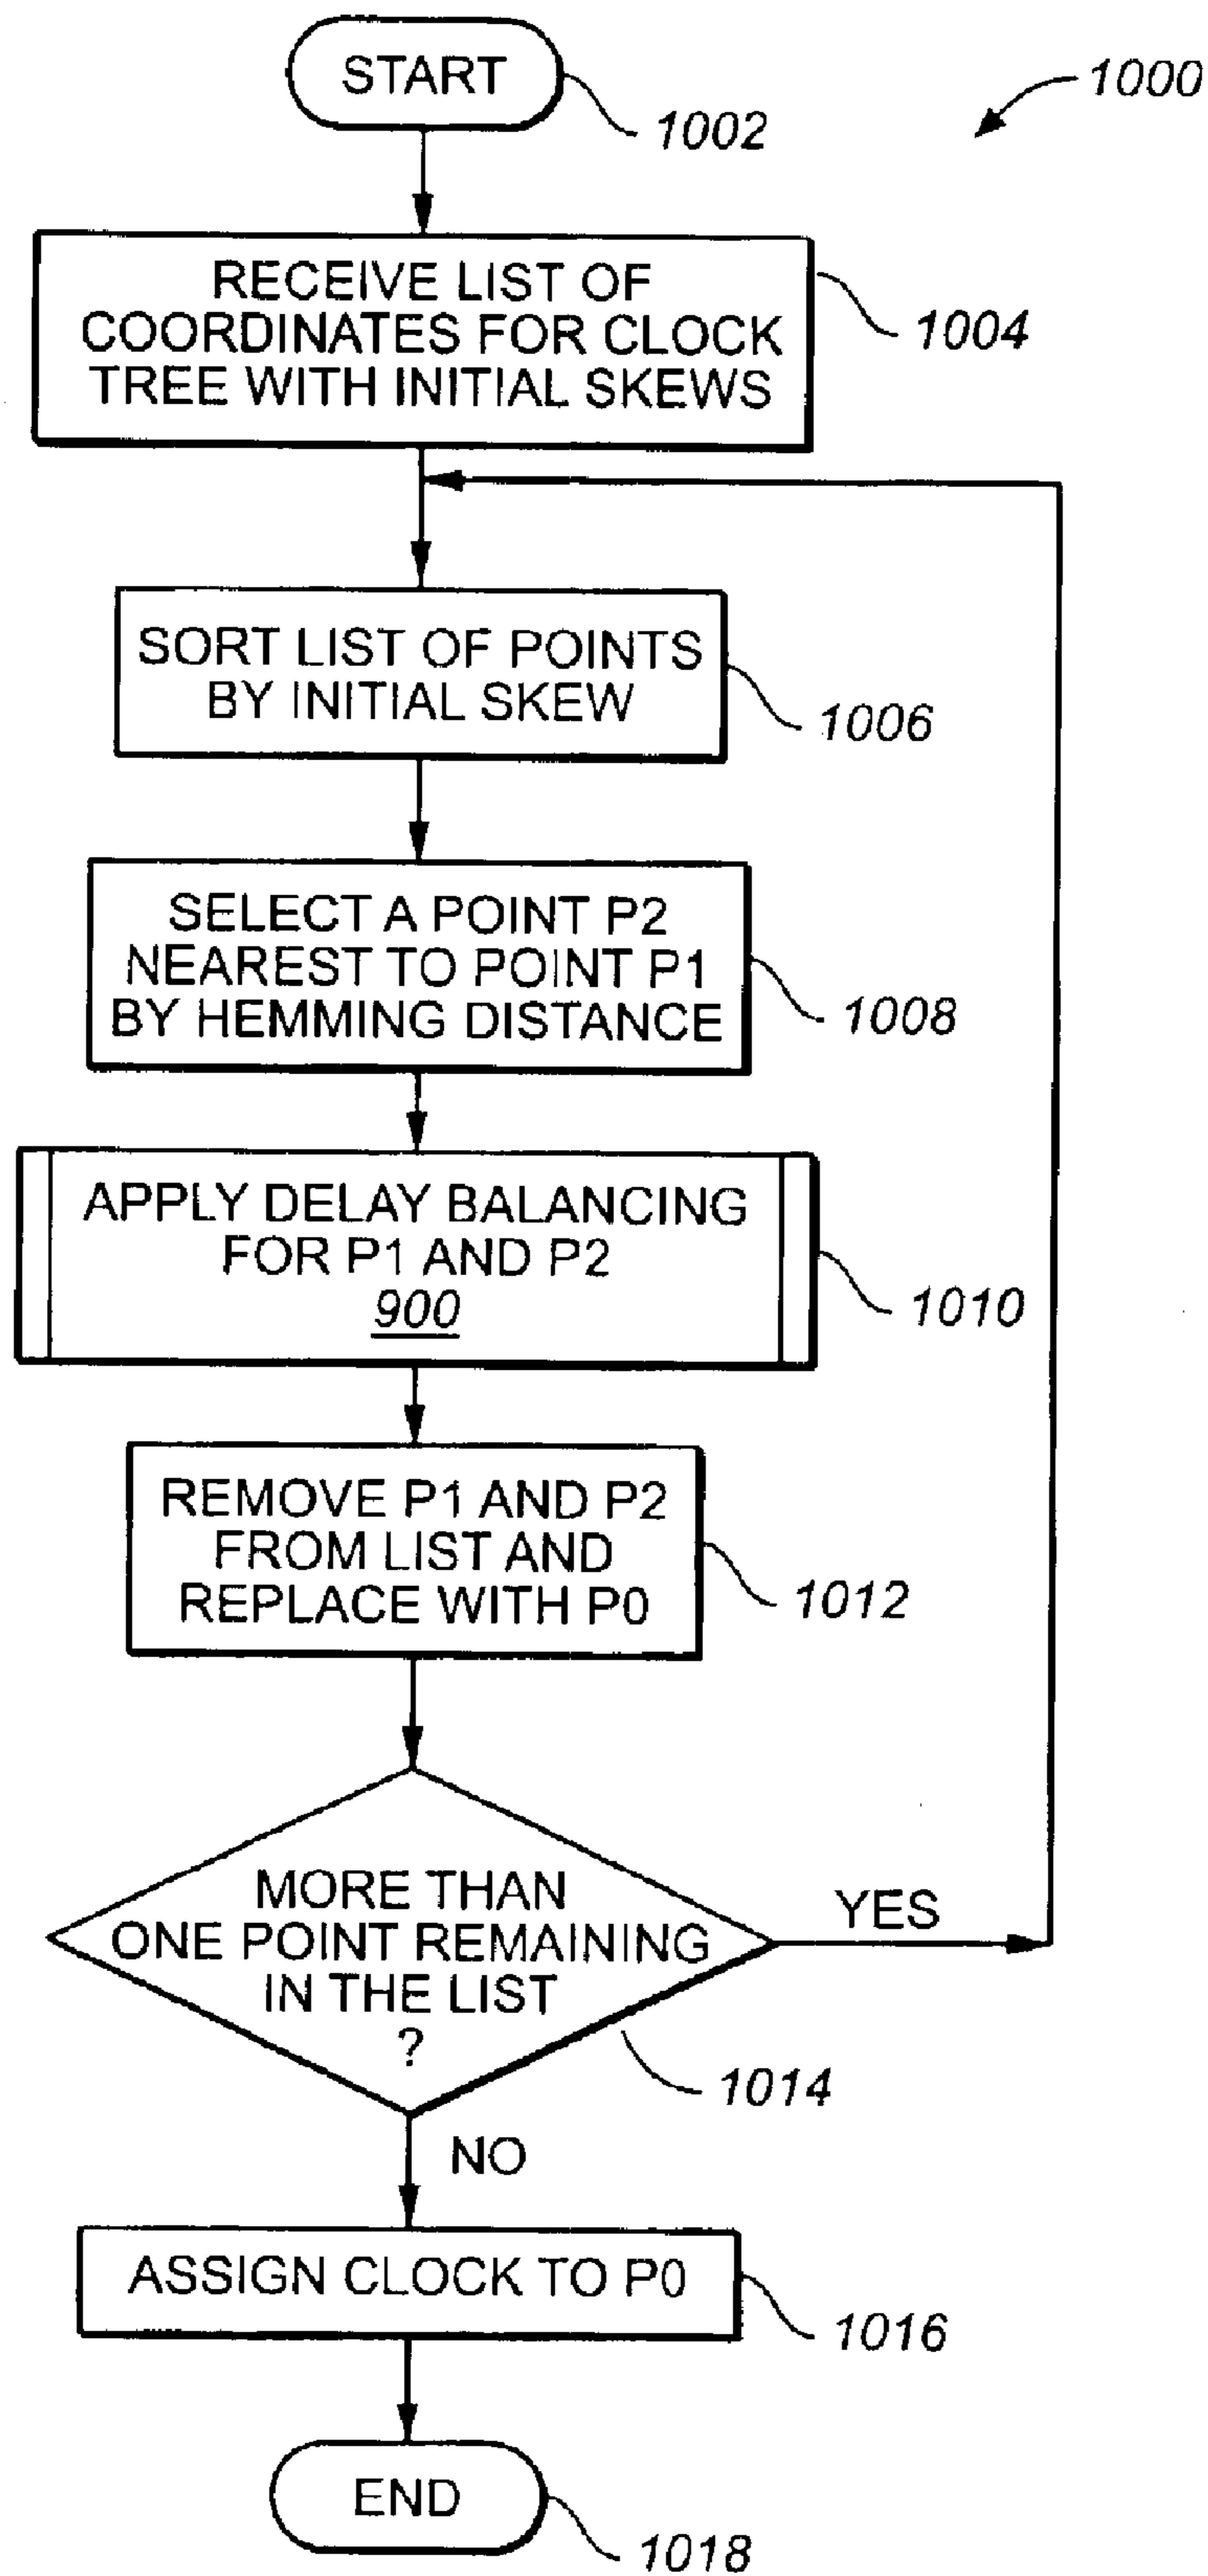 START
1002
1000
RECEIVE LIST OF
COORDINATES FOR CLOCK
TREE WITH INITIAL SKEWS
1004
SORT LIST OF POINTS
BY INITIAL SKEW
1006
SELECT A POINT P2
NEAREST TO POINT P1
BY HEMMING DISTANCE
1008
APPLY DELAY BALANCING
FOR P1 AND P2
900
1010
REMOVE P1 AND P2
FROM LIST AND
REPLACE WITH P0
1012
MORE THAN
ONE POINT REMAINING
IN THE LIST
?
YES
1014
NO
ASSIGN CLOCK TO P0
1016
END
1018